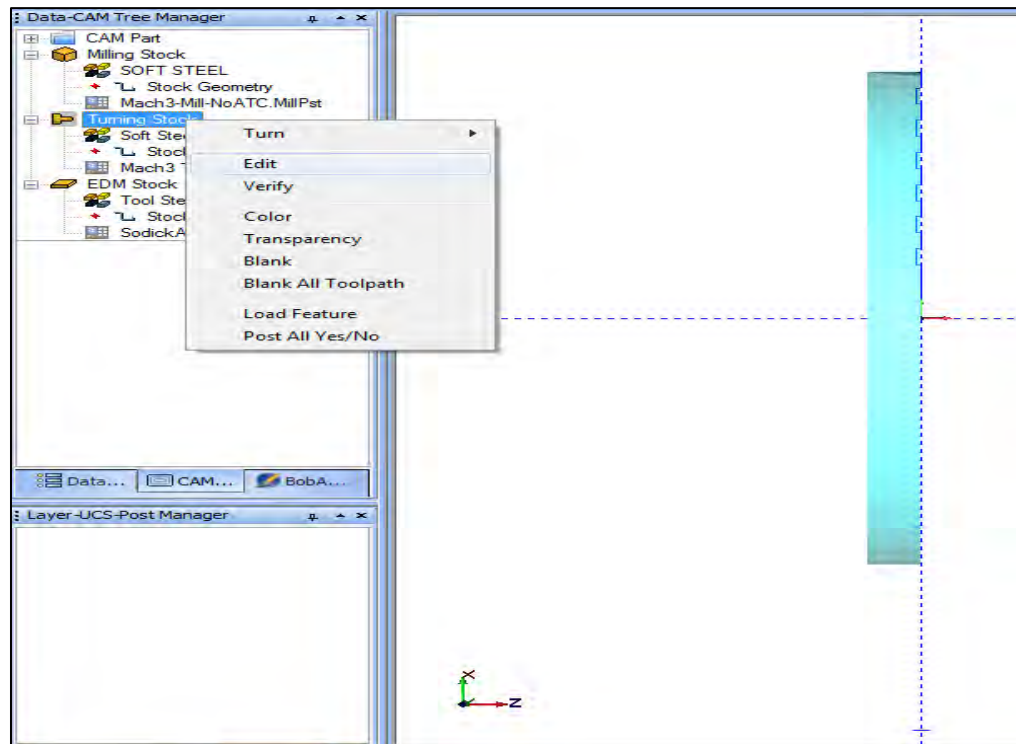 Data-CAM Tree Manager
CAM Part
Milling Stock
SOFT STEEL
Stock Geometry
Mach3-Mill-NoATC.MillPst
Turning Stock
Soft Ste
Stock
Mach3 T
EDM Stock
Tool Ste
Stock
SodickA
Turn
Edit
Verify
Color
Transparency
Blank
Blank All Toolpath
Load Feature
Post All Yes/No
Data...
CAM...
BobA...
Layer-UCS-Post Manager
X
Z